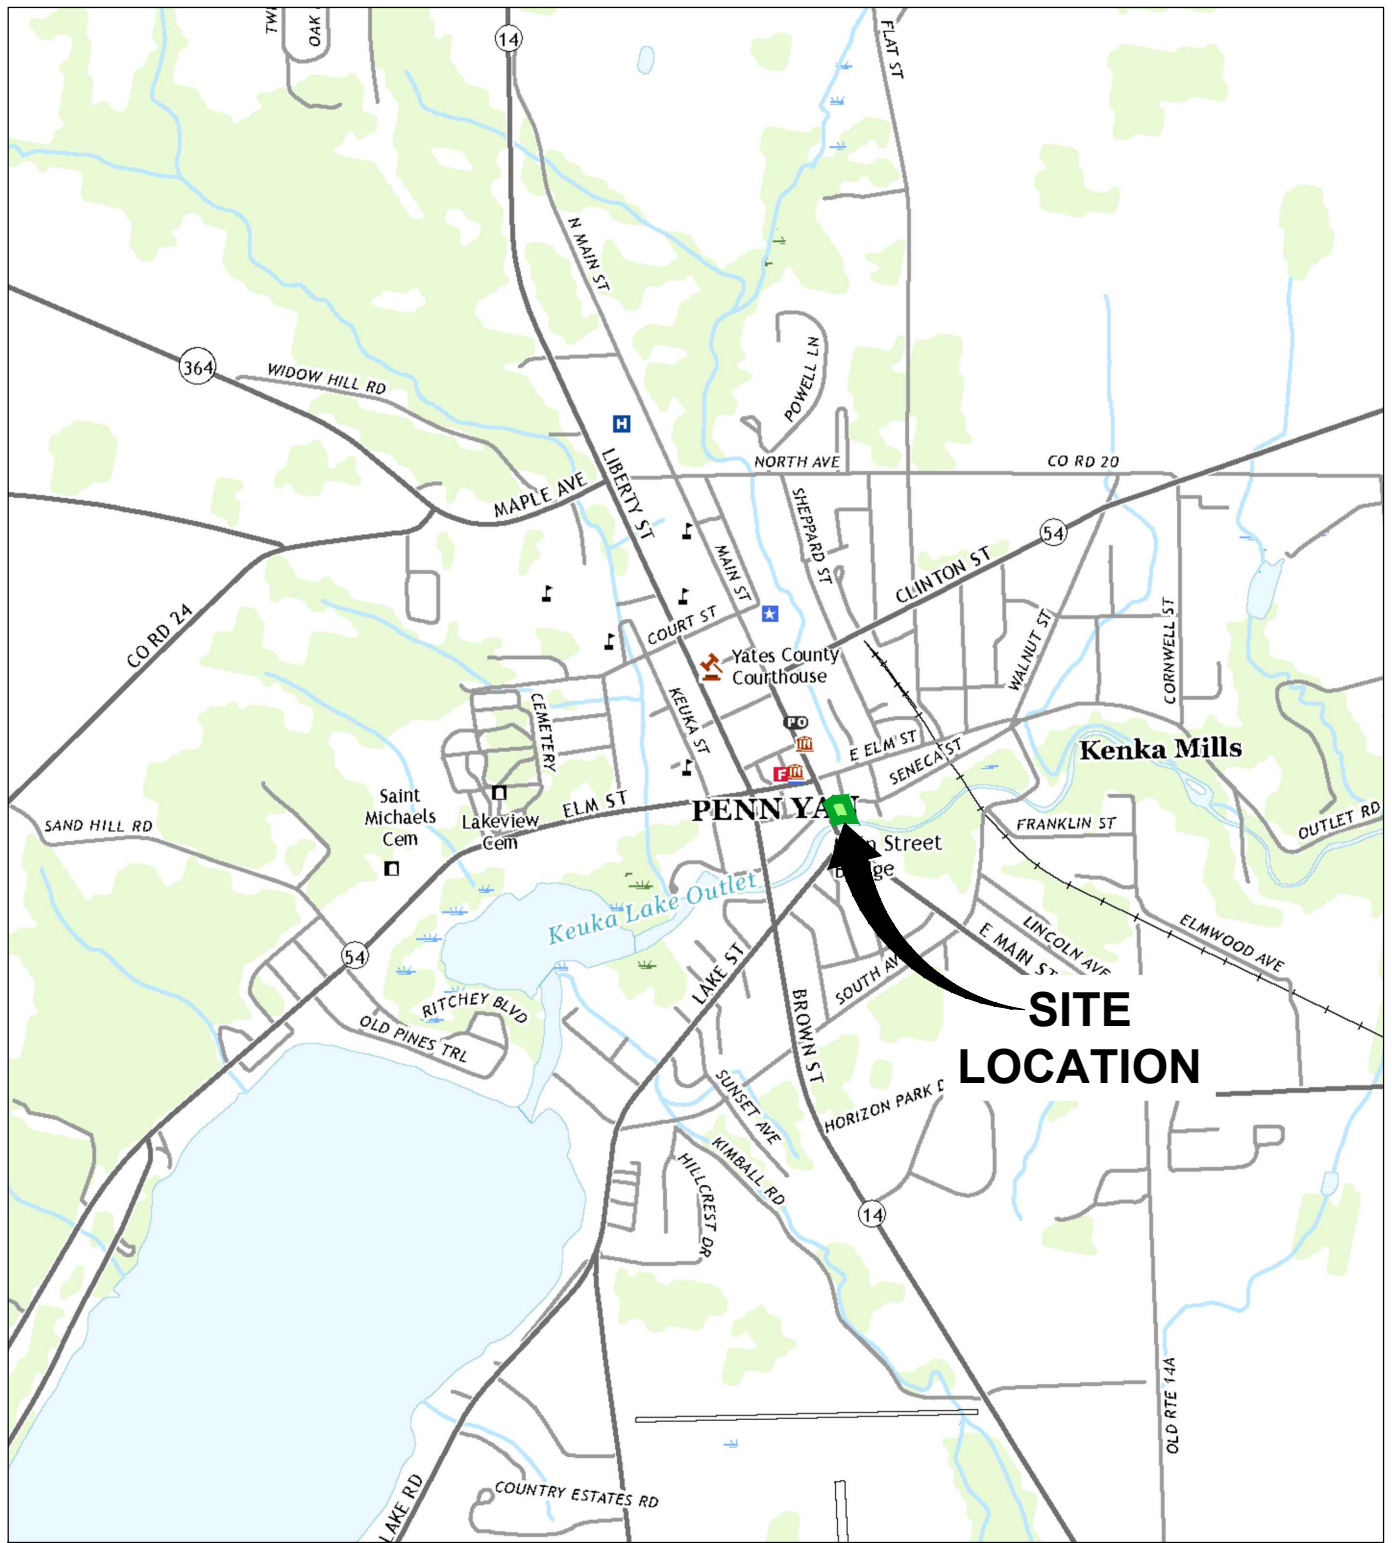 TWI
OAK
14
FLAT ST
N MAIN ST
364
WIDOW HILL RD
POWELL LN
H
LIBERTY ST
NORTH AVE
CO RD 20
MAPLE AVE
SHEPPARD ST
54
MAIN ST
CLINTON ST
CO RD 24
COURT ST
WALNUT ST
CORNWELL ST
Yates County
Courthouse
KEUKA ST
CEMETERY
PO
E ELM ST
SENECA ST
Kenka Mills
F
ELM ST
PENN YAN
Saint
Michaels
Cem
Lakeview
Cem
SAND HILL RD
FRANKLIN ST
OUTLET RD
Street
Keuka Lake Outlet
LINCOLN AVE
ELMWOOD AVE
E MAIN ST
54
LAKE ST
SOUTH AV
RITCHEY BLVD
OLD PINES TRL
BROWN ST
SITE
LOCATION
SUNSET AVE
HORIZON PARK D
KIMBALL RD
HILLCREST DR
14
OLD RTE 14A
COUNTRY ESTATES RD
LAKE RD